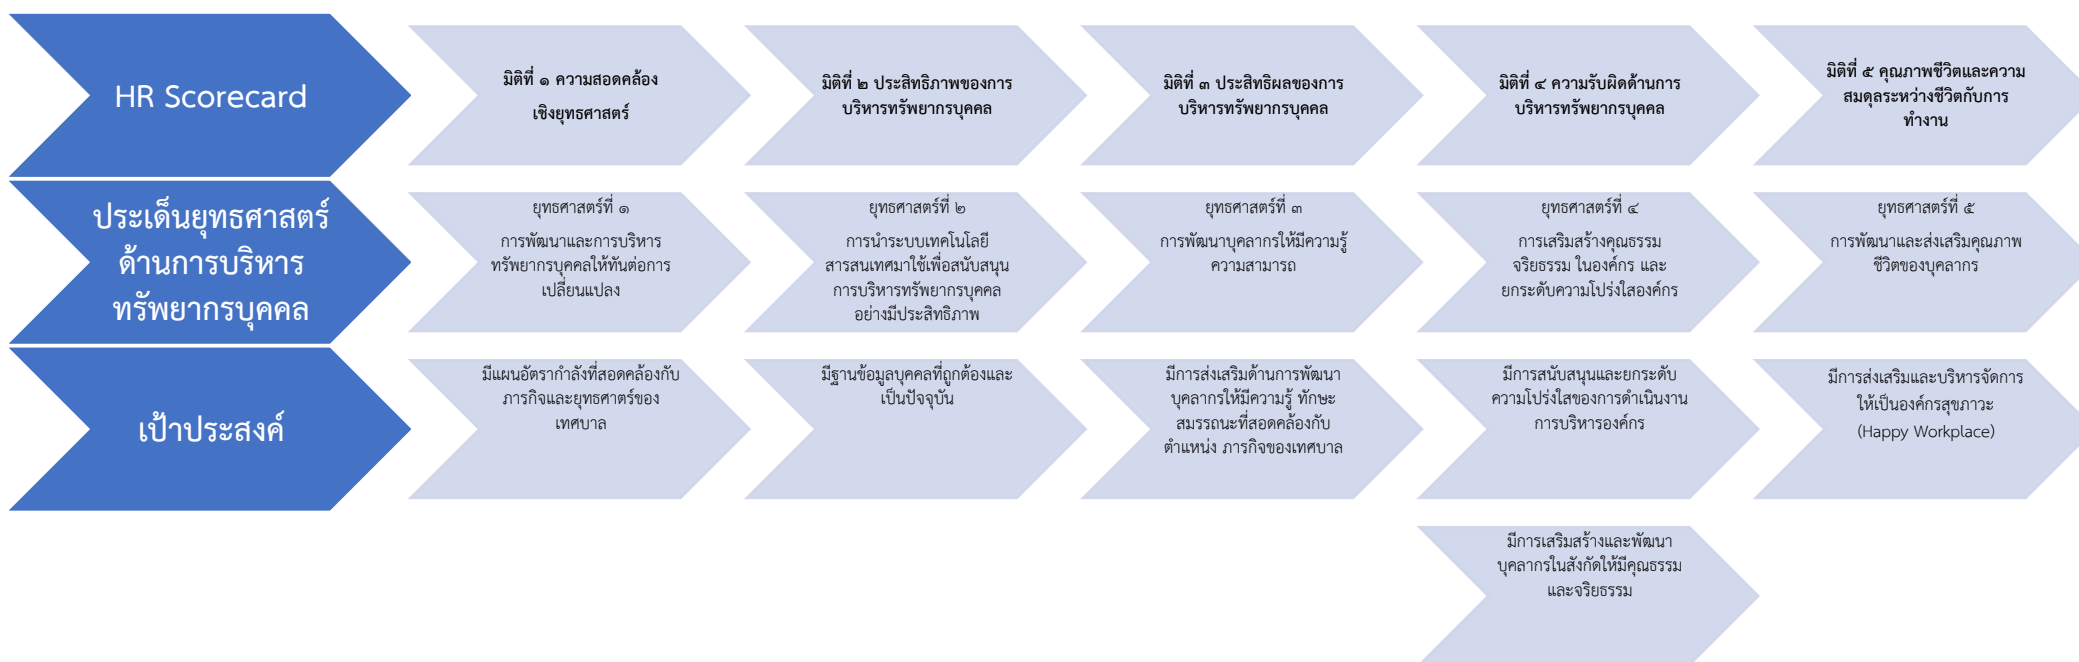 HR Scorecard
มิติที่ ๑ ความสอดคล้อง
เชิงยุทธศาสตร์
มิติที่ ๒ ประสิทธิภาพของการ
บริหารทรัพยากรบุคคล
มิติที่ ๓ ประสิทธิผลของการ
บริหารทรัพยากรบุคคล
มิติที่ ๔ ความรับผิดด้านการ
บริหารทรัพยากรบุคคล
มิติที่ ๕ คุณภาพชีวิตและความ
สมดุลระหว่างชีวิตกับการ
ทำงาน
ประเด็นยุทธศาสตร์
ด้านการบริหาร
ทรัพยากรบุคคล
ยุทธศาสตร์ที่ ๑
การพัฒนาและการบริหาร
ทรัพยากรบุคคลให้ทันต่อการ
เปลี่ยนแปลง
ยุทธศาสตร์ที่ ๒
การนำระบบเทคโนโลยี
สารสนเทศมาใช้เพื่อสนับสนุน
การบริหารทรัพยากรบุคคล
อย่างมีประสิทธิภาพ
ยุทธศาสตร์ที่ ๓
การพัฒนาบุคลากรให้มีความรู้
ความสามารถ
ยุทธศาสตร์ที่ ๔
การเสริมสร้างคุณธรรม
จริยธรรม ในองค์กร และ
ยกระดับความโปร่งใสองค์กร
ยุทธศาสตร์ที่ ๕
การพัฒนาและส่งเสริมคุณภาพ
ชีวิตของบุคลากร
เป้าประสงค์
มีแผนอัตรากำลังที่สอดคล้องกับ
ภารกิจและยุทธศาตร์ของ
เทศบาล
มีฐานข้อมูลบุคคลที่ถูกต้องและ
เป็นปัจจุบัน
มีการส่งเสริมด้านการพัฒนา
บุคลากรให้มีความรู้ ทักษะ
สมรรถนะที่สอดคล้องกับ
ตำแหน่ง ภารกิจของเทศบาล
มีการสนับสนุนและยกระดับ
ความโปร่งใสของการดำเนินงาน
การบริหารองค์กร
มีการส่งเสริมและบริหารจัดการ
ให้เป็นองค์กรสุขภาวะ
(Happy Workplace)
มีการเสริมสร้างและพัฒนา
บุคลากรในสังกัดให้มีคุณธรรม
และจริยธรรม